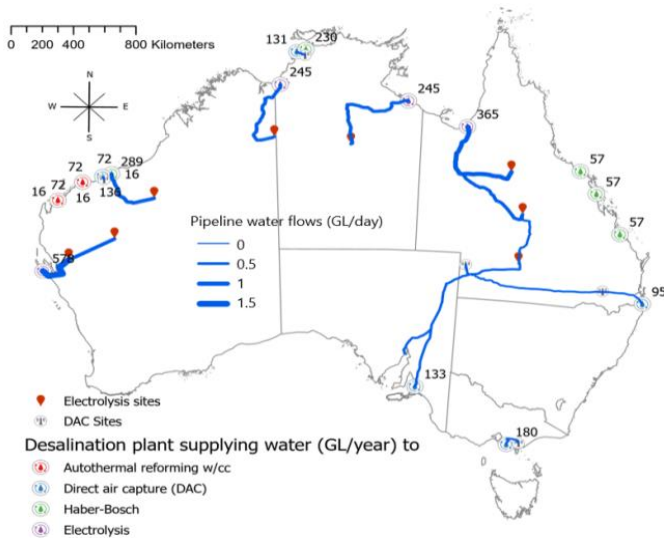 0 200 400 800 Kilometers
N
W E
S
131 230
245
245
365
72 289
72 16
72 136
16 16
57
57
57
578
95
133
180
Pipeline water flows (GL/day)
0
0.5
1
1.5
Electrolysis sites
DAC Sites
Desalination plant supplying water (GL/year) to
Autothermal reforming w/cc
Direct air capture (DAC)
Haber-Bosch
Electrolysis